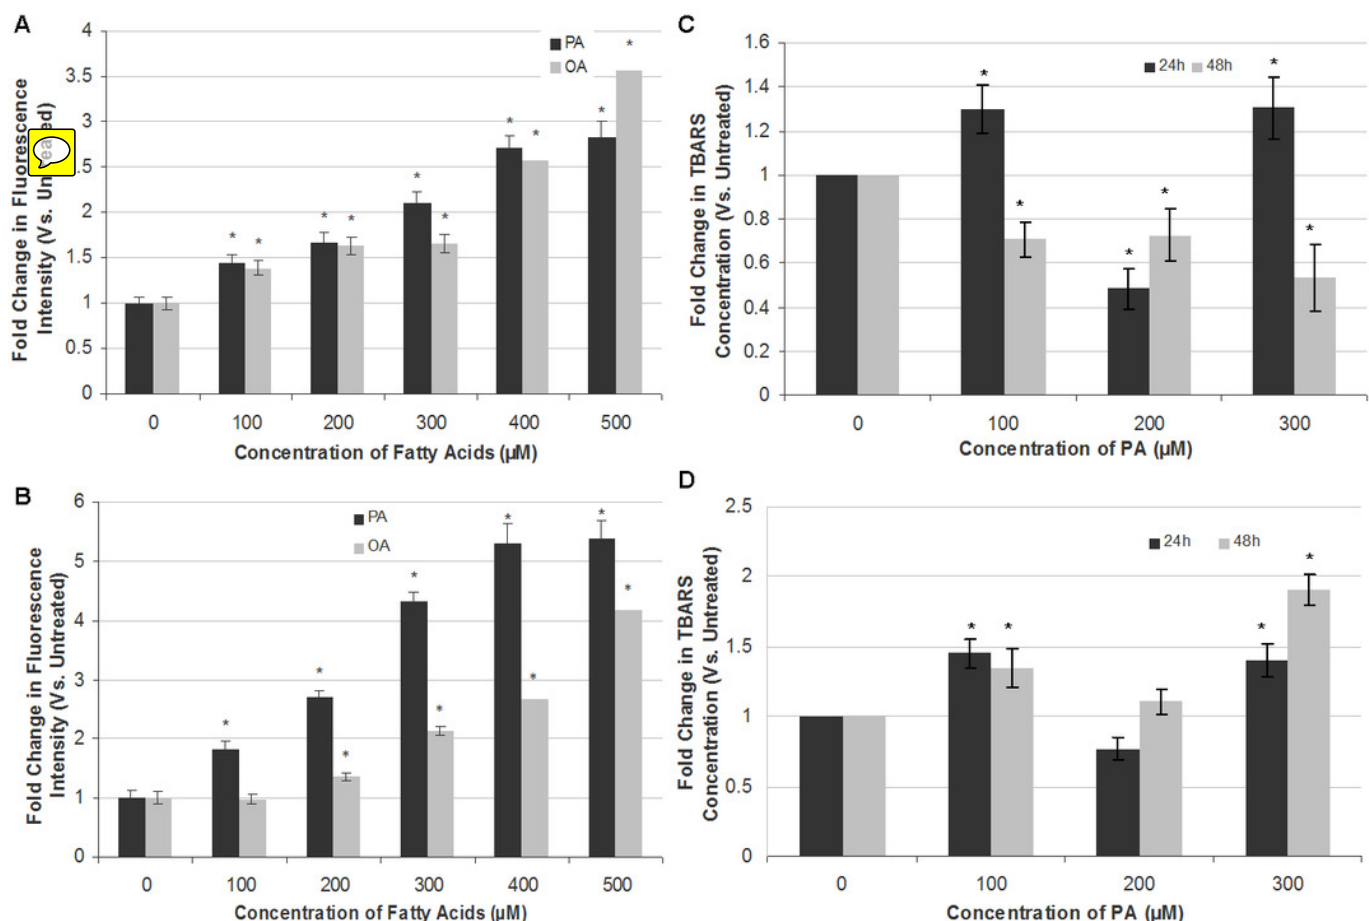 A
4
3.5
3
.5
2
1.5
1
0.5
0
Fold Change in Fluorescence
Intensity (Vs. Un eated)
PA
OA
*
*
*
*
*
*
*
*
*
*
0 100 200 300 400 500
Concentration of Fatty Acids (µM)
B
6
5
4
3
2
1
0
Fold Change in Fluorescence
Intensity (Vs. Untreated)
PA
OA
*
*
*
*
*
*
*
*
*
0 100 200 300 400 500
Concentration of Fatty Acids (µM)
C
1.6
1.4
1.2
1
0.8
0.6
0.4
0.2
0
Fold Change in TBARS
Concentration (Vs. Untreated)
24h 48h
*
*
*
*
*
*
0 100 200 300
Concentration of PA (µM)
D
2.5
2
1.5
1
0.5
0
Fold Change in TBARS
Concentration (Vs. Untreated)
24h 48h
*
*
*
*
0 100 200 300
Concentration of PA (µM)